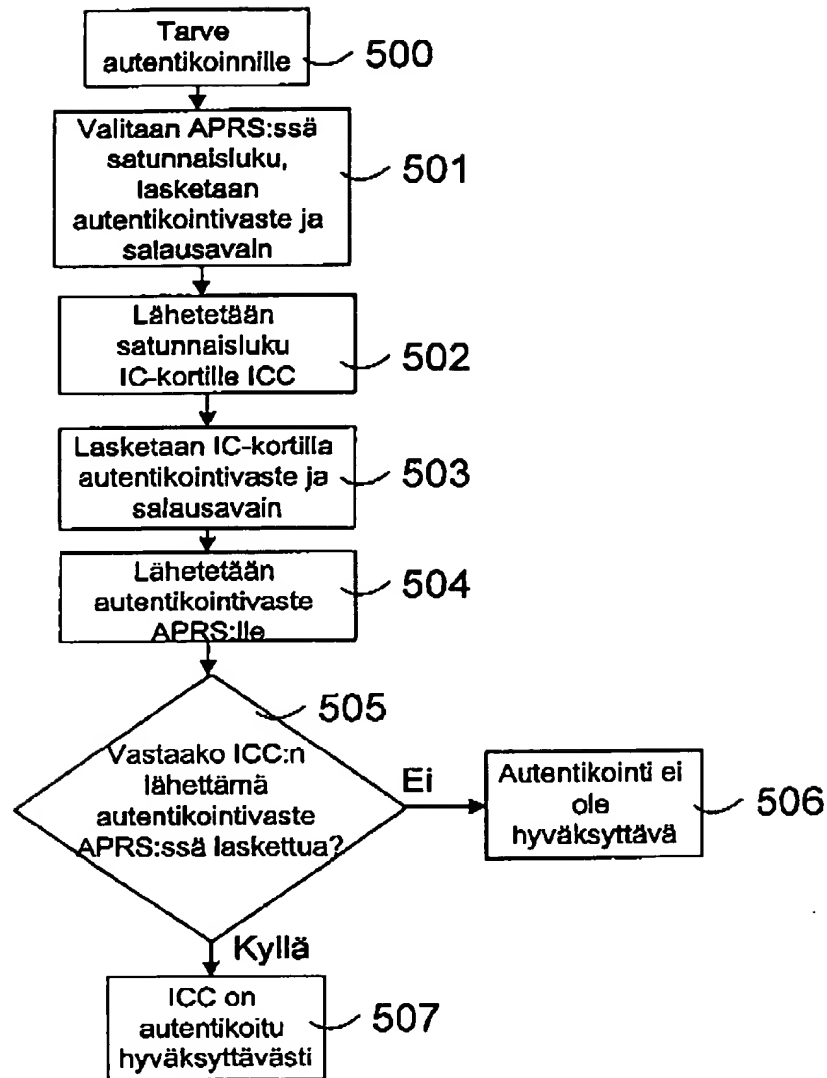 Tarve
autentikoinnille
500
Valitaan APRS:ssä
satunnaisluku,
lasketaan
autentikointivaste ja
salausavain
501
Lähetetään
satunnaisluku
IC-kortille ICC
502
Lasketaan IC-kortilla
autentikointivaste ja
salausavain
503
Lähetetään
autentikointivaste
APRS:lle
504
505
Vastaako ICC:n
lähettämä
autentikointivaste
APRS:ssä laskettua?
Ei
Autentikointi ei
ole
hyväksyttävä
506
Kyllä
ICC on
autentikoitu
hyväksyttävästi
507